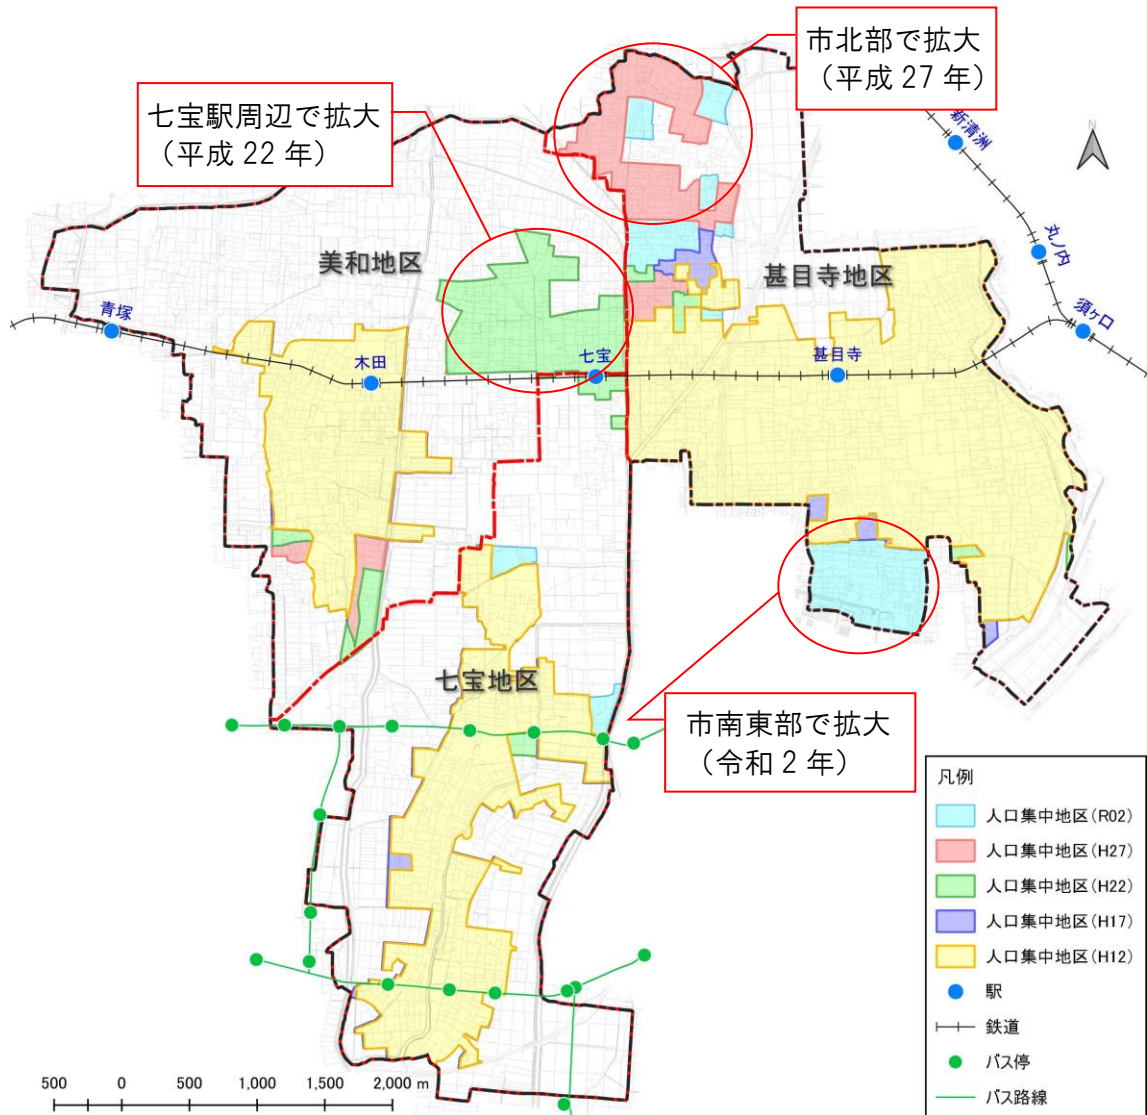 市北部で拡大
（平成 27 年）
七宝駅周辺で拡大
（平成 22 年）
新清洲
N
丸ノ内
須ヶ口
美和地区
甚目寺地区
青塚
木田
七宝
甚目寺
七宝地区
市南東部で拡大
（令和 2 年）
凡例
人口集中地区(R02)
人口集中地区(H27)
人口集中地区(H22)
人口集中地区(H17)
人口集中地区(H12)
駅
鉄道
バス停
バス路線
500 0 500 1,000 1,500 2,000 m